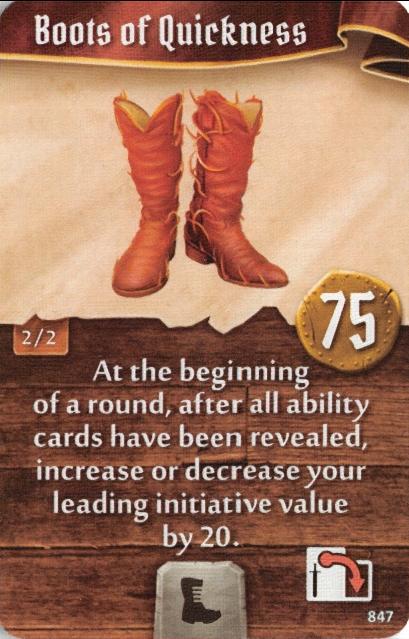 Boots of Quickness
75
2/2
At the beginning
of a round, after all ability
cards have been revealed,
increase or decrease your
leading initiative value
by 20.
847